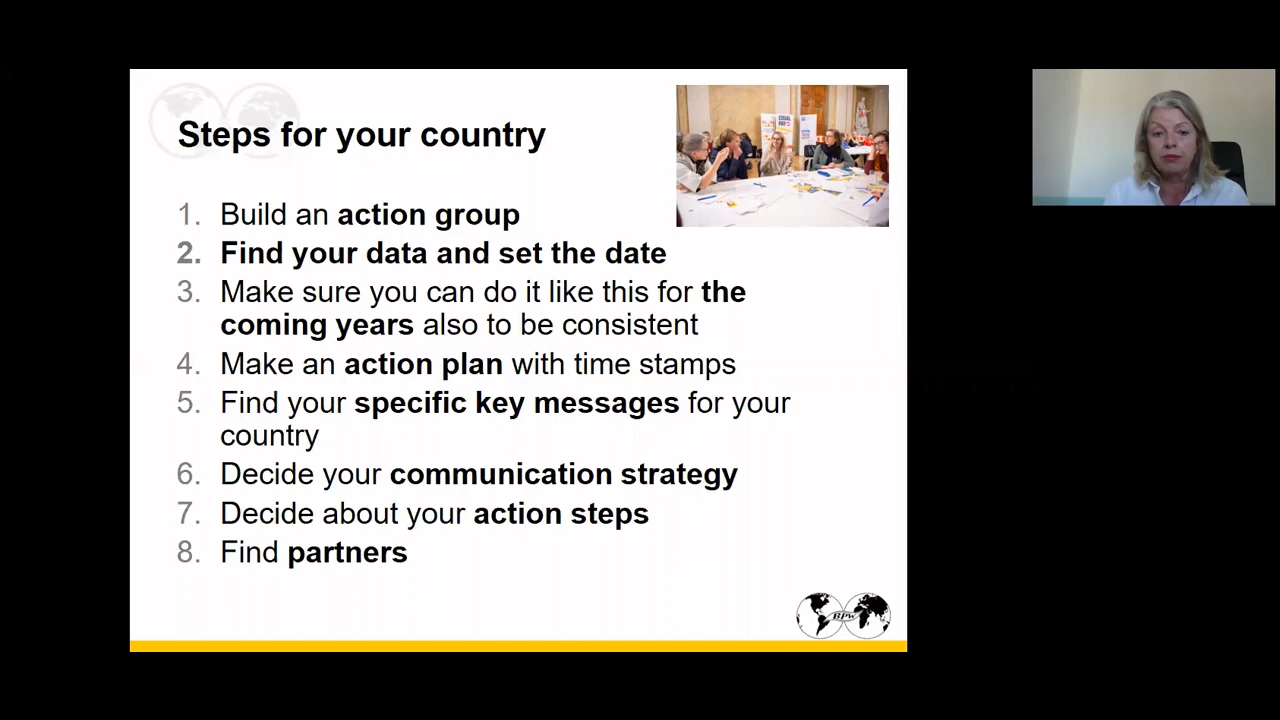 Steps for your country
EQUAL
PAY
1. Build an action group
2. Find your data and set the date
3. Make sure you can do it like this for the
coming years also to be consistent
4. Make an action plan with time stamps
5. Find your specific key messages for your
country
6. Decide your communication strategy
7. Decide about your action steps
8. Find partners
BPW